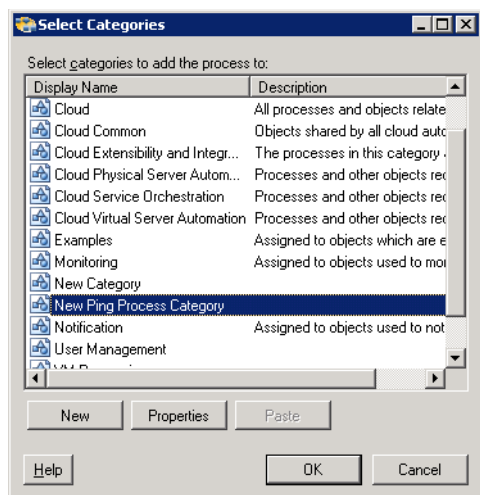 Select Categories
Select categories to add the process to:
Display Name Description
Cloud All processes and objects relate
Cloud Common Objects shared by all cloud auto
Cloud Extensibility and Integr... The processes in this category
Cloud Physical Server Autom... Processes and other objects rec
Cloud Service Orchestration Processes and other objects rec
Cloud Virtual Server Automation Processes and other objects rec
Examples Assigned to objects which are e
Monitoring Assigned to objects used to mor
New Category
New Ping Process Category
Notification Assigned to objects used to not
User Management
New Properties Paste
Help OK Cancel